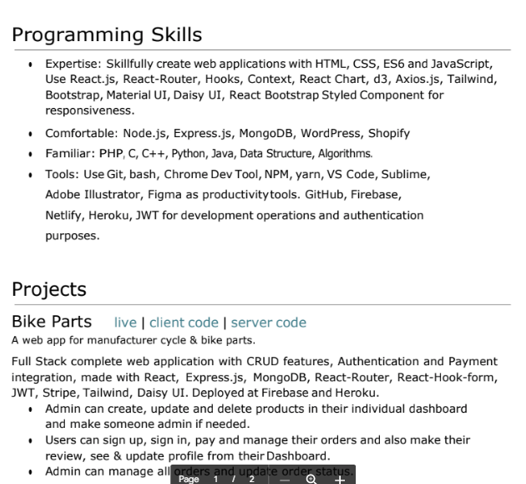 Programming Skills
• Expertise: Skillfully create web applications with HTML, CSS, ES6 and JavaScript,
Use React.js, React-Router, Hooks, Context, React Chart, d3, Axios.js, Tailwind,
Bootstrap, Material UI, Daisy UI, React Bootstrap Styled Component for
responsiveness.
• Comfortable: Node.js, Express.js, MongoDB, WordPress, Shopify
• Familiar: PHP, C, C++, Python, Java, Data Structure, Algorithms.
• Tools: Use Git, bash, Chrome Dev Tool, NPM, yarn, VS Code, Sublime,
Adobe Illustrator, Figma as productivitytools. GitHub, Firebase,
Netlify, Heroku, JWT for development operations and authentication
purposes.
Projects
Bike Parts live | client code | server code
A web app for manufacturer cycle & bike parts.
Full Stack complete web application with CRUD features, Authentication and Payment
integration, made with React, Express.js, MongoDB, React-Router, React-Hook-form,
JWT, Stripe, Tailwind, Daisy UI. Deployed at Firebase and Heroku.
• Admin can create, update and delete products in their individual dashboard
and make someone admin if needed.
• Users can sign up, sign in, pay and manage their orders and also make their
review, see & update profile from their Dashboard.
• Admin can manage all orders and update order status.
Page 1 / 2 — +